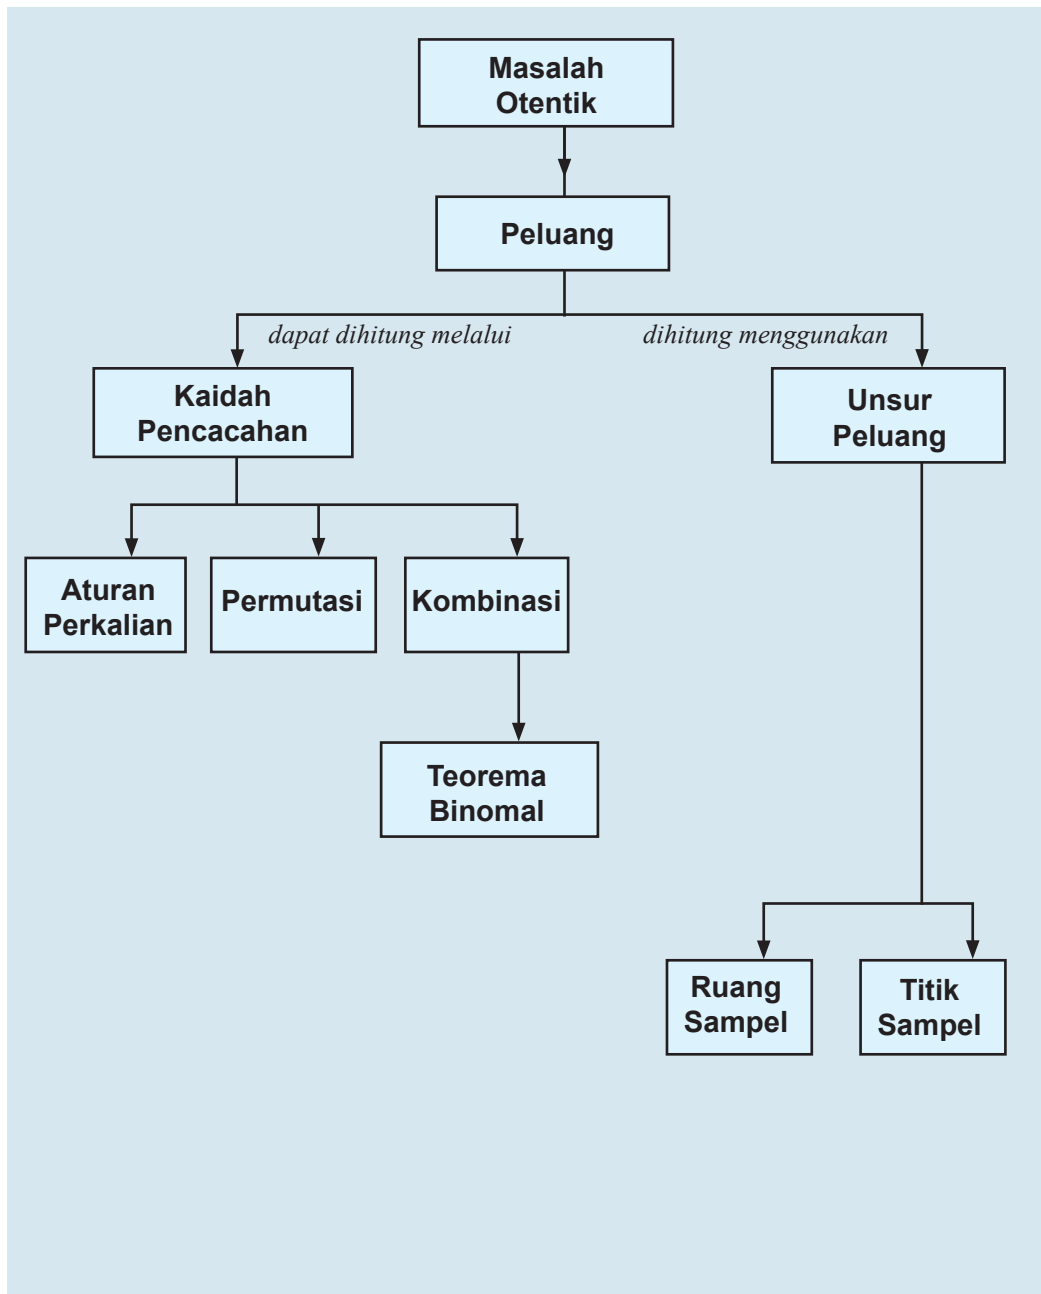 Masalah
Otentik
Peluang
dapat dihitung melalui
dihitung menggunakan
Kaidah
Pencacahan
Unsur
Peluang
Aturan
Perkalian
Permutasi
Kombinasi
Teorema
Binomal
Ruang
Sampel
Titik
Sampel